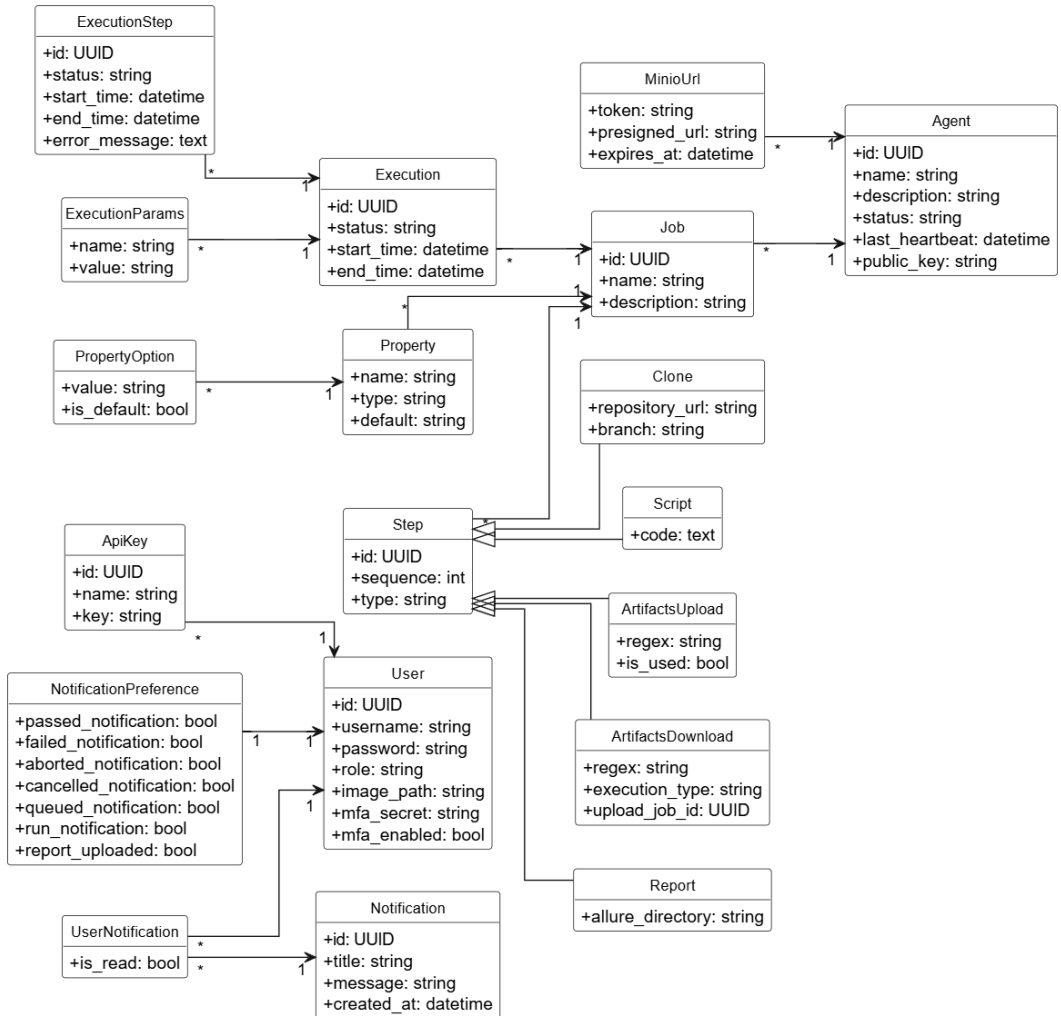 ExecutionStep
+id: UUID
+status: string
+start_time: datetime
+end_time: datetime
+error_message: text
*
1
MinioUrl
+token: string
+presigned_url: string
+expires_at: datetime
*
1
Agent
+id: UUID
+name: string
+description: string
+status: string
+last_heartbeat: datetime
+public_key: string
Execution
+id: UUID
+status: string
+start_time: datetime
+end_time: datetime
*
1
ExecutionParams
+name: string
+value: string
*
1
Job
+id: UUID
+name: string
+description: string
*
1
PropertyOption
+value: string
+is_default: bool
*
1
Property
+name: string
+type: string
+default: string
*
1
Clone
+repository_url: string
+branch: string
Script
+code: text
Step
+id: UUID
+sequence: int
+type: string
*
1
ApiKey
+id: UUID
+name: string
+key: string
*
1
ArtifactsUpload
+regex: string
+is_used: bool
NotificationPreference
+passed_notification: bool
+failed_notification: bool
+aborted_notification: bool
+cancelled_notification: bool
+queued_notification: bool
+run_notification: bool
+report_uploaded: bool
1
1
User
+id: UUID
+username: string
+password: string
+role: string
+image_path: string
+mfa_secret: string
+mfa_enabled: bool
ArtifactsDownload
+regex: string
+execution_type: string
+upload_job_id: UUID
Report
+allure_directory: string
UserNotification
+is_read: bool
*
1
*
1
Notification
+id: UUID
+title: string
+message: string
+created_at: datetime